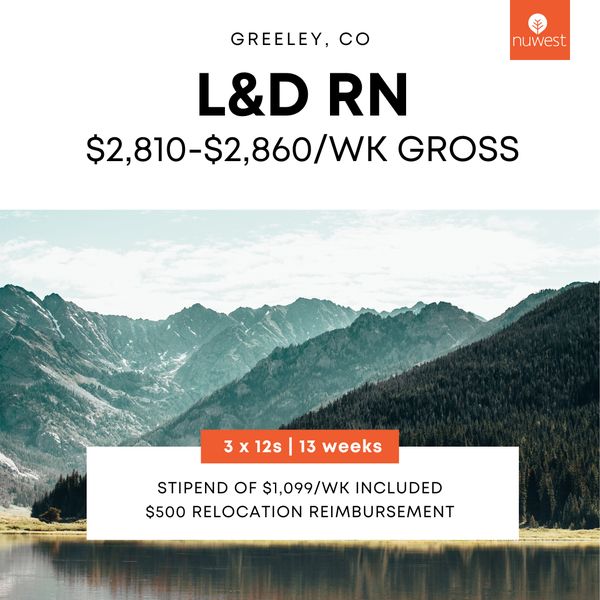 nuwest
GREELEY, CO
L&D RN
$2,810-$2,860/WK GROSS
3 x 12s | 13 weeks
STIPEND OF $1,099/WK INCLUDED
$500 RELOCATION REIMBURSEMENT